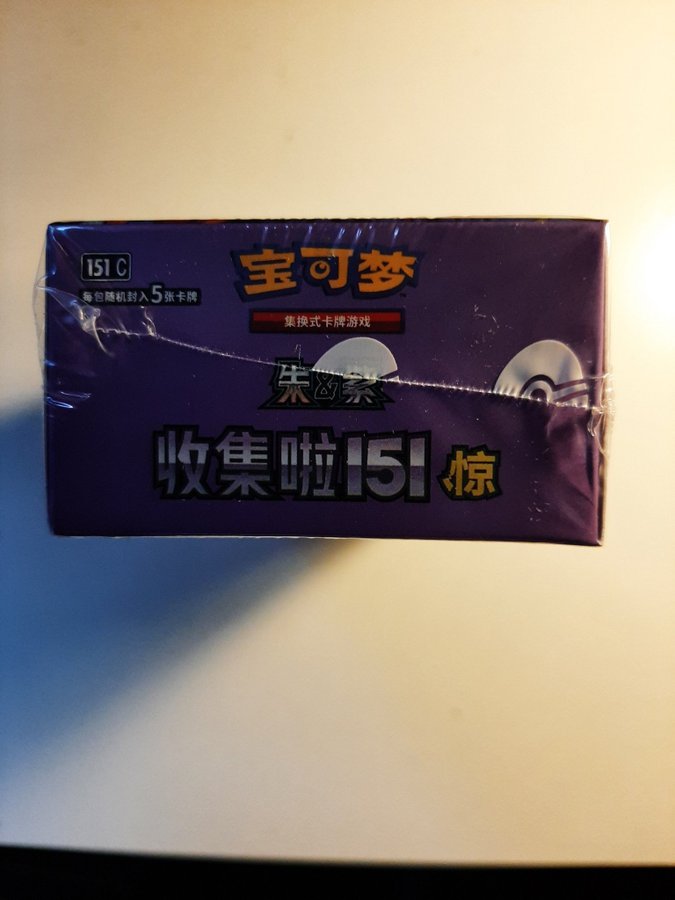 151 C
每包随机封入5张卡牌
宝可梦
集换式卡牌游戏
朱&紫
收集啦151 惊